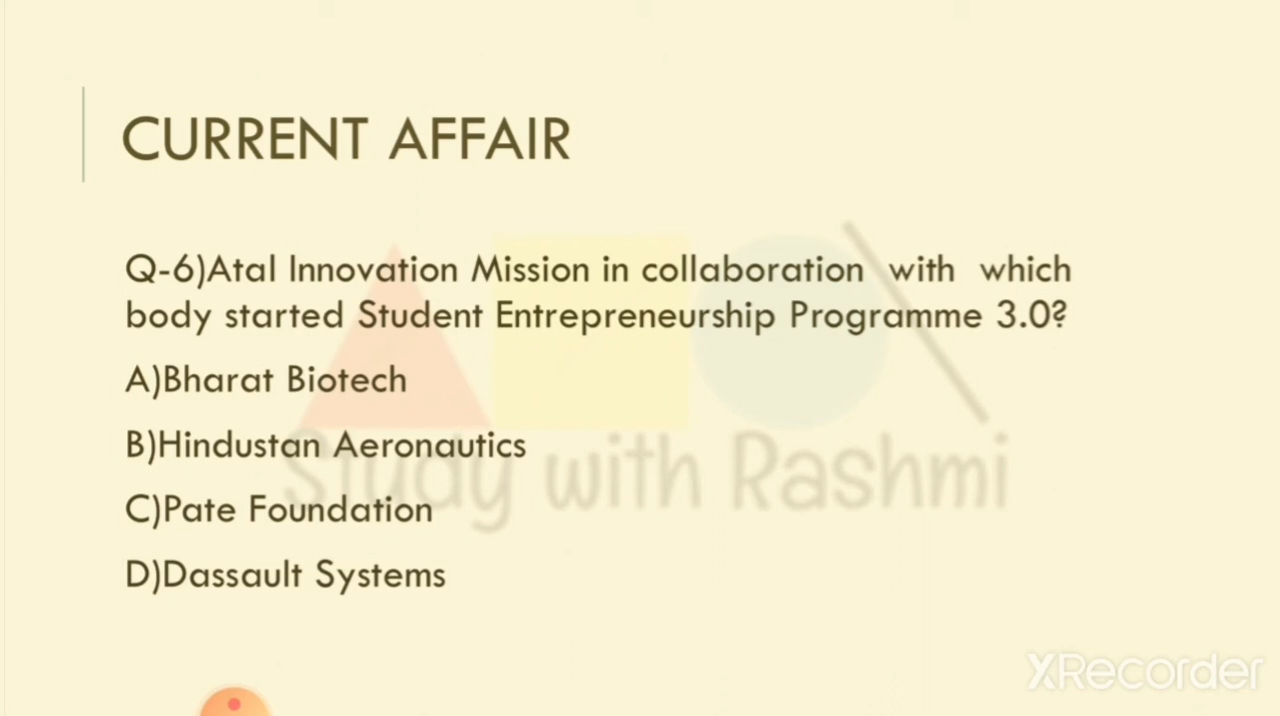 CURRENT AFFAIR
Q-6)Atal Innovation Mission in collaboration with which
body started Student Entrepreneurship Programme 3.0?
A)Bharat Biotech
B)Hindustan Aeronautics
C)Pate Foundation
D)Dassault Systems
Study with Rashmi
XRecorder